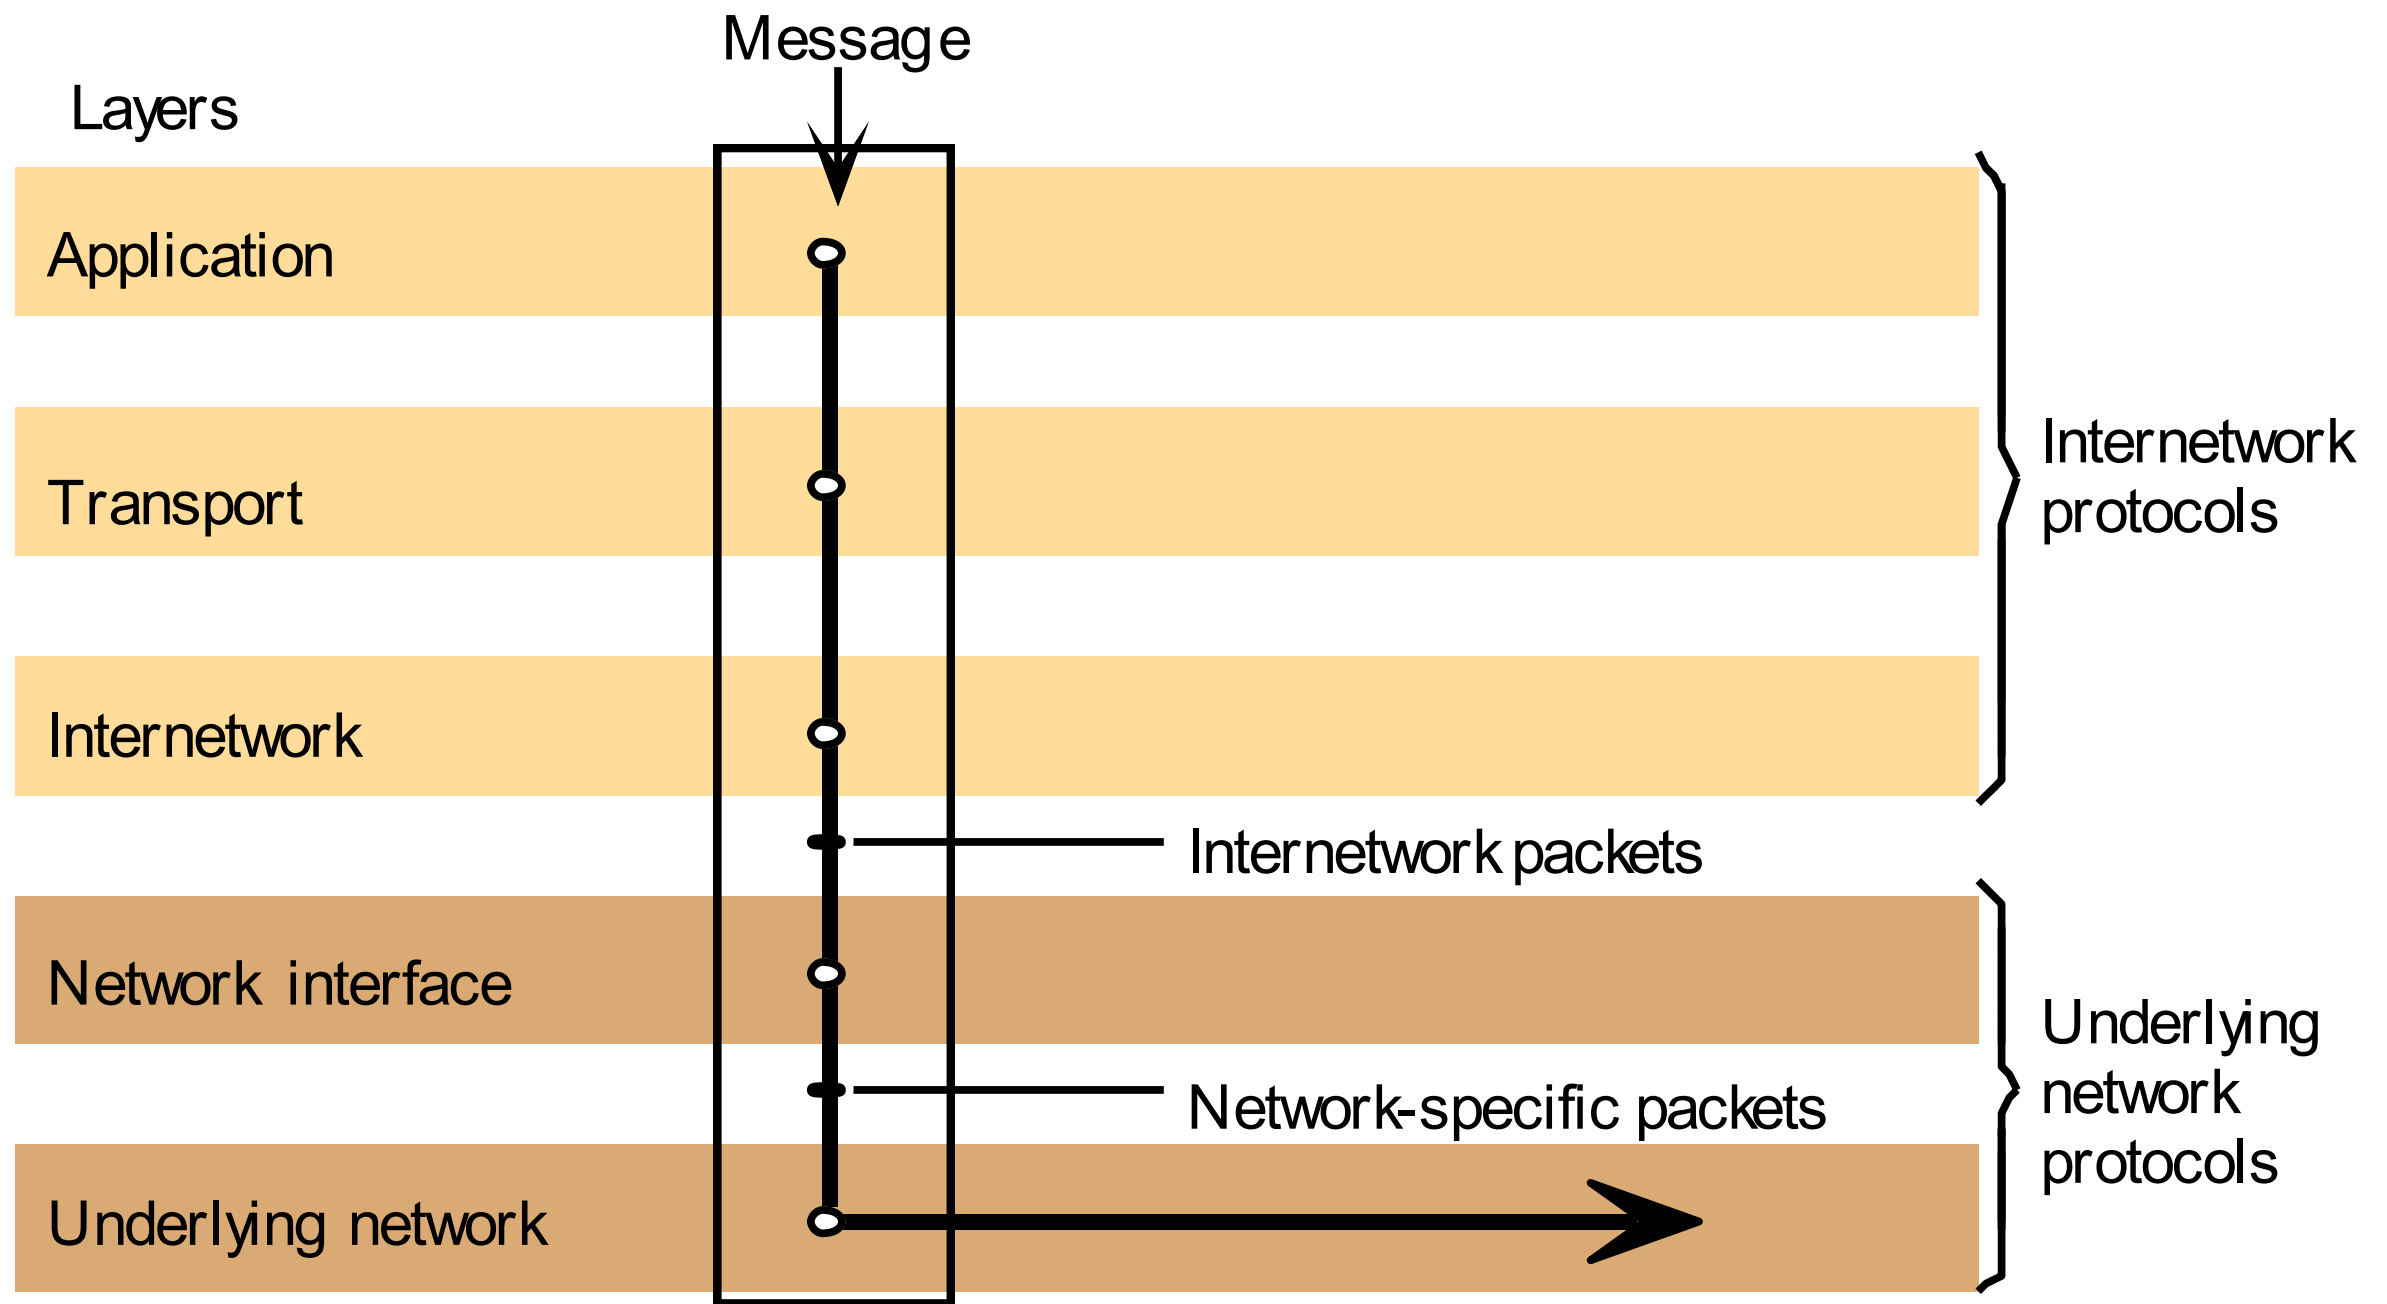 Message
Layers
Application
Transport
Internetwork
protocols
Internetwork
Internetwork packets
Network interface
Underlying
network
protocols
Network-specific packets
Underlying network